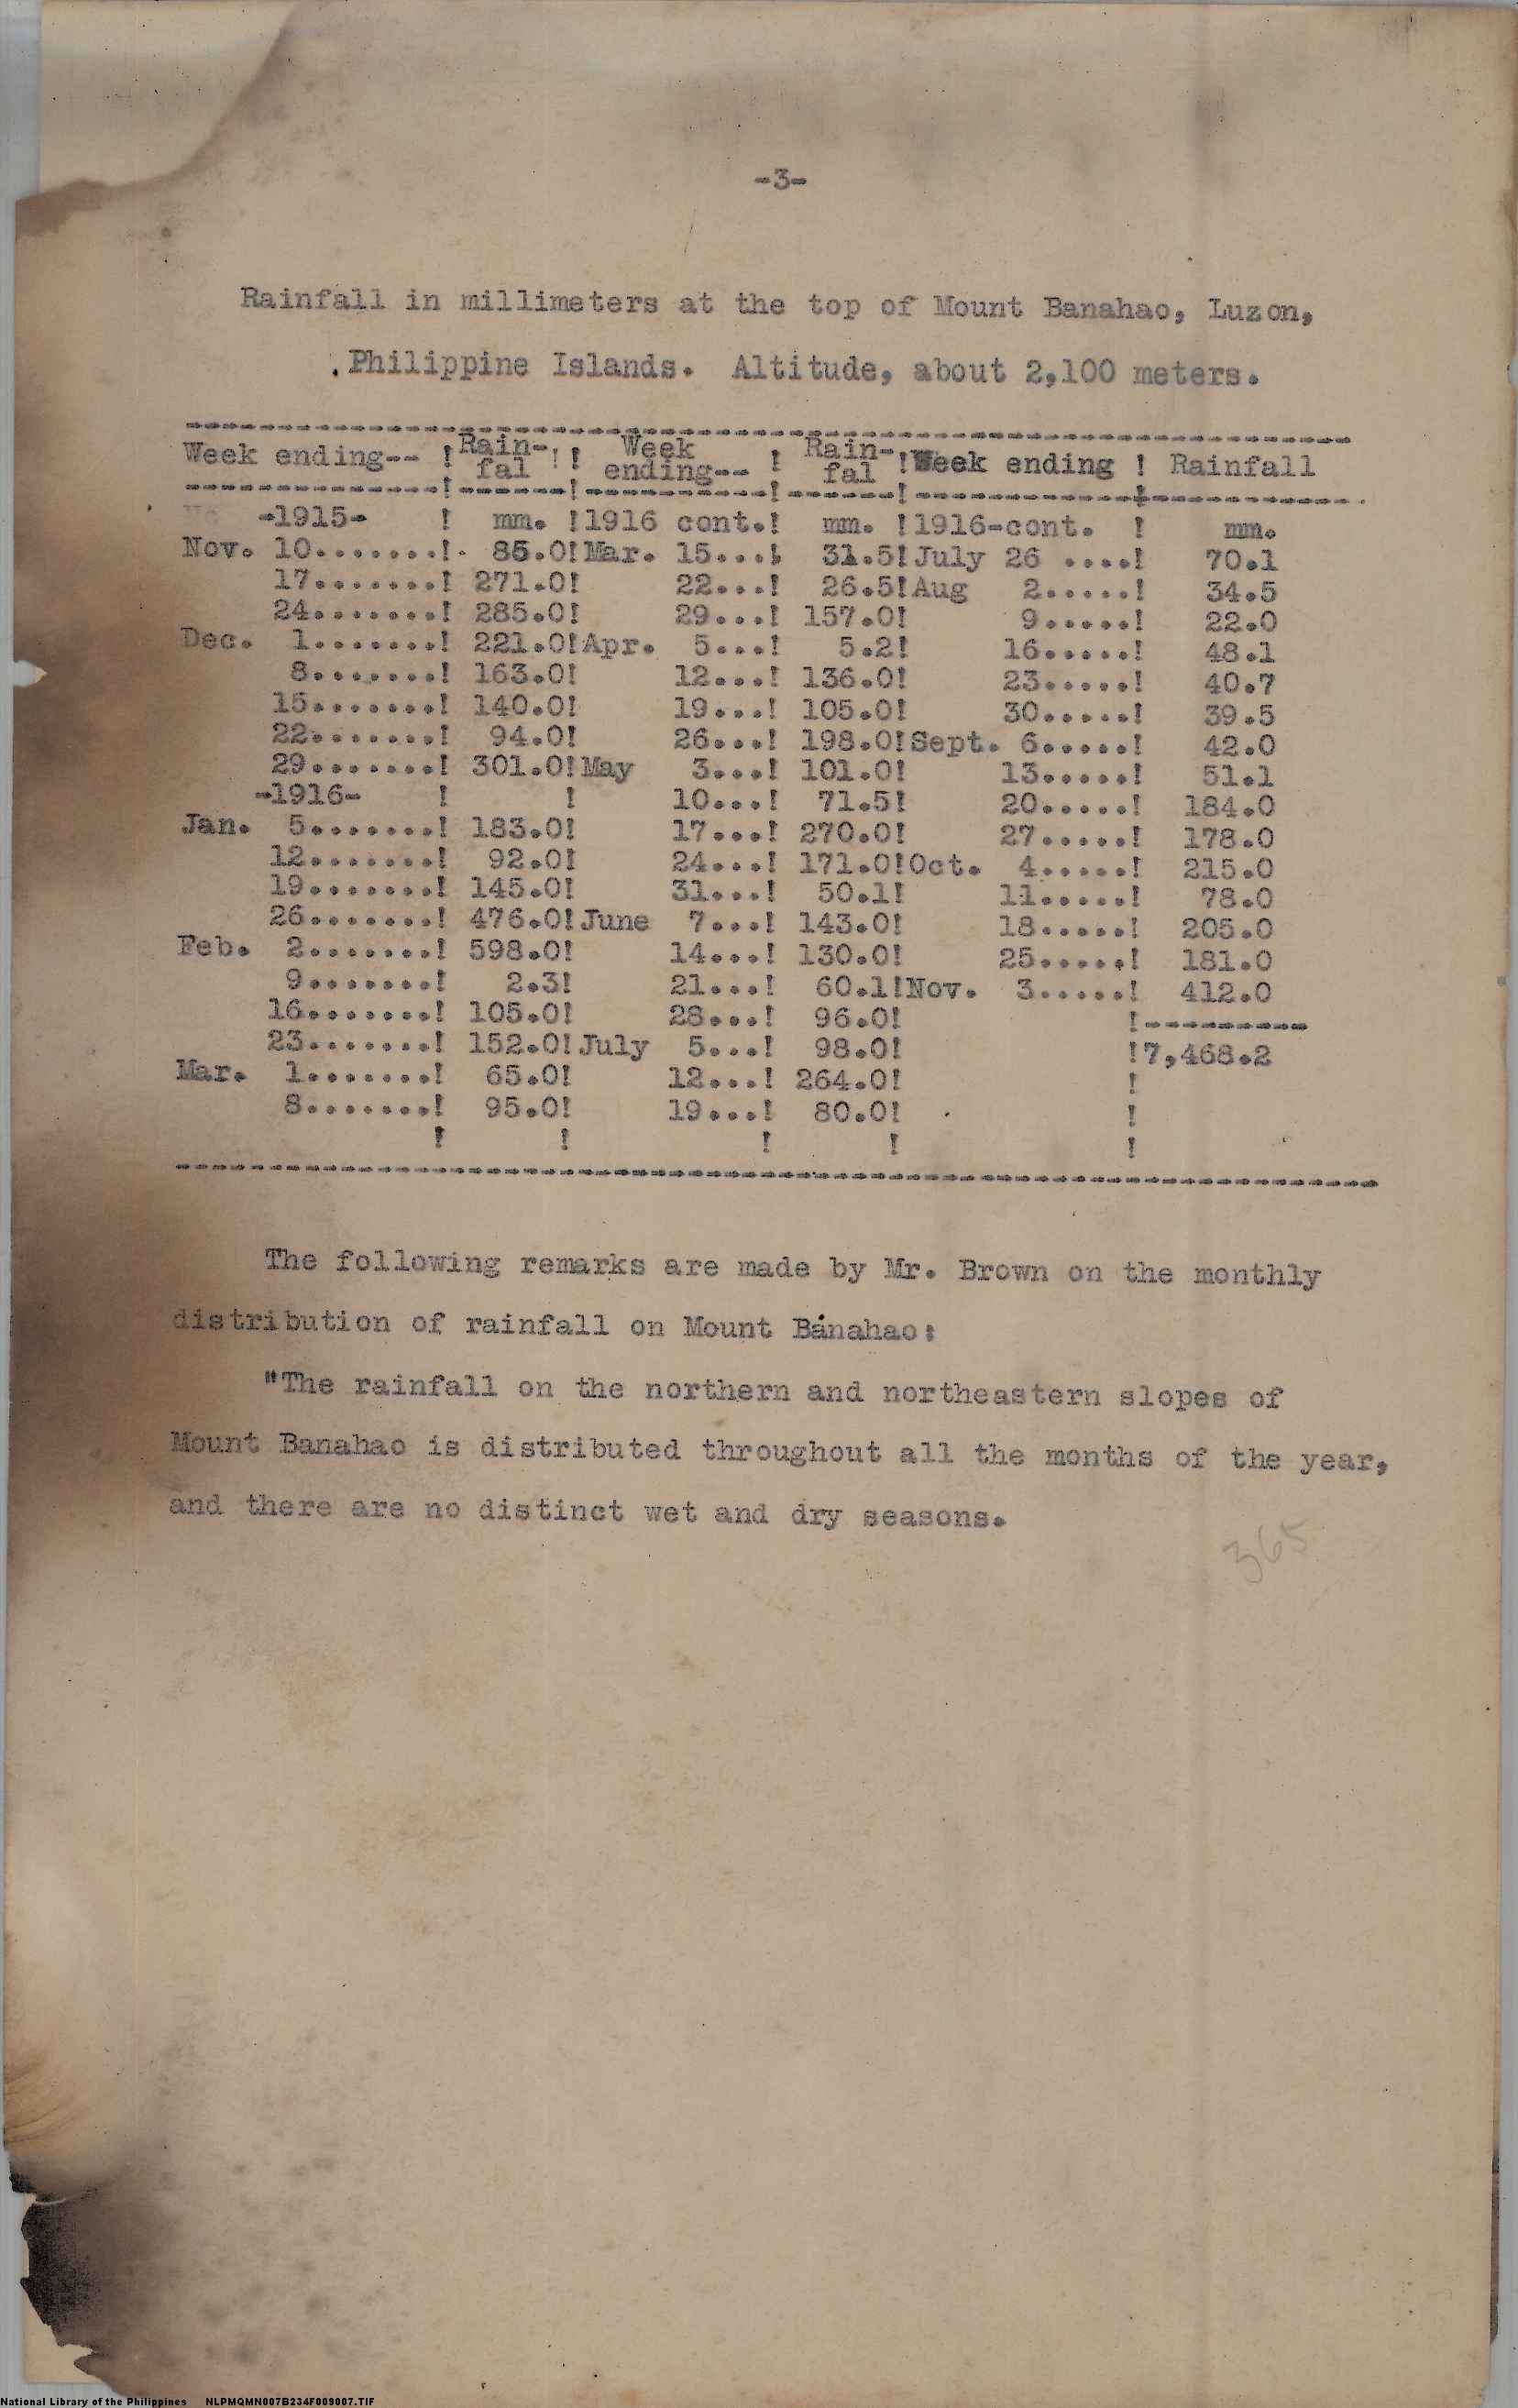 -3-
Rainfall in millimeters at the top of Mount Banahao, Luzon,
Philippine Islands. Altitude, about 2,100 meters.
Week ending-- ! Rain-fal ! Week ending-- ! Rain-fal ! Week ending ! Rainfall
-1915- ! mm. !1916 cont.! mm. !1916-cont. ! mm.
Nov. 10.......! 85.0!Mar. 15...! 31.5!July 26 ....! 70.1
17.......! 271.0! 22...! 26.5!Aug 2.....! 34.5
24.......! 285.0! 29...! 157.0! 9.....! 22.0
Dec. 1.......! 221.0!Apr. 5...! 5.2! 16.....! 48.1
8.......! 163.0! 12...! 136.0! 23.....! 40.7
15.......! 140.0! 19...! 105.0! 30.....! 39.5
22.......! 94.0! 26...! 198.0!Sept. 6.....! 42.0
29.......! 301.0!May 3...! 101.0! 13.....! 51.1
-1916- ! ! 10...! 71.5! 20.....! 184.0
Jan. 5.......! 183.0! 17...! 270.0! 27.....! 178.0
12.......! 92.0! 24...! 171.0!Oct. 4.....! 215.0
19.......! 145.0! 31...! 50.1! 11.....! 78.0
26.......! 476.0!June 7...! 143.0! 18.....! 205.0
Feb. 2.......! 598.0! 14...! 130.0! 25.....! 181.0
9.......! 2.3! 21...! 60.1!Nov. 3.....! 412.0
16.......! 105.0! 28...! 96.0! !---------
23.......! 152.0!July 5...! 98.0! !7,468.2
Mar. 1.......! 65.0! 12...! 264.0! !
8.......! 95.0! 19...! 80.0! !
The following remarks are made by Mr. Brown on the monthly
distribution of rainfall on Mount Banahao:
"The rainfall on the northern and northeastern slopes of
Mount Banahao is distributed throughout all the months of the year,
and there are no distinct wet and dry seasons.
365
National Library of the Philippines NLPMQMN007B234F009007.TIF